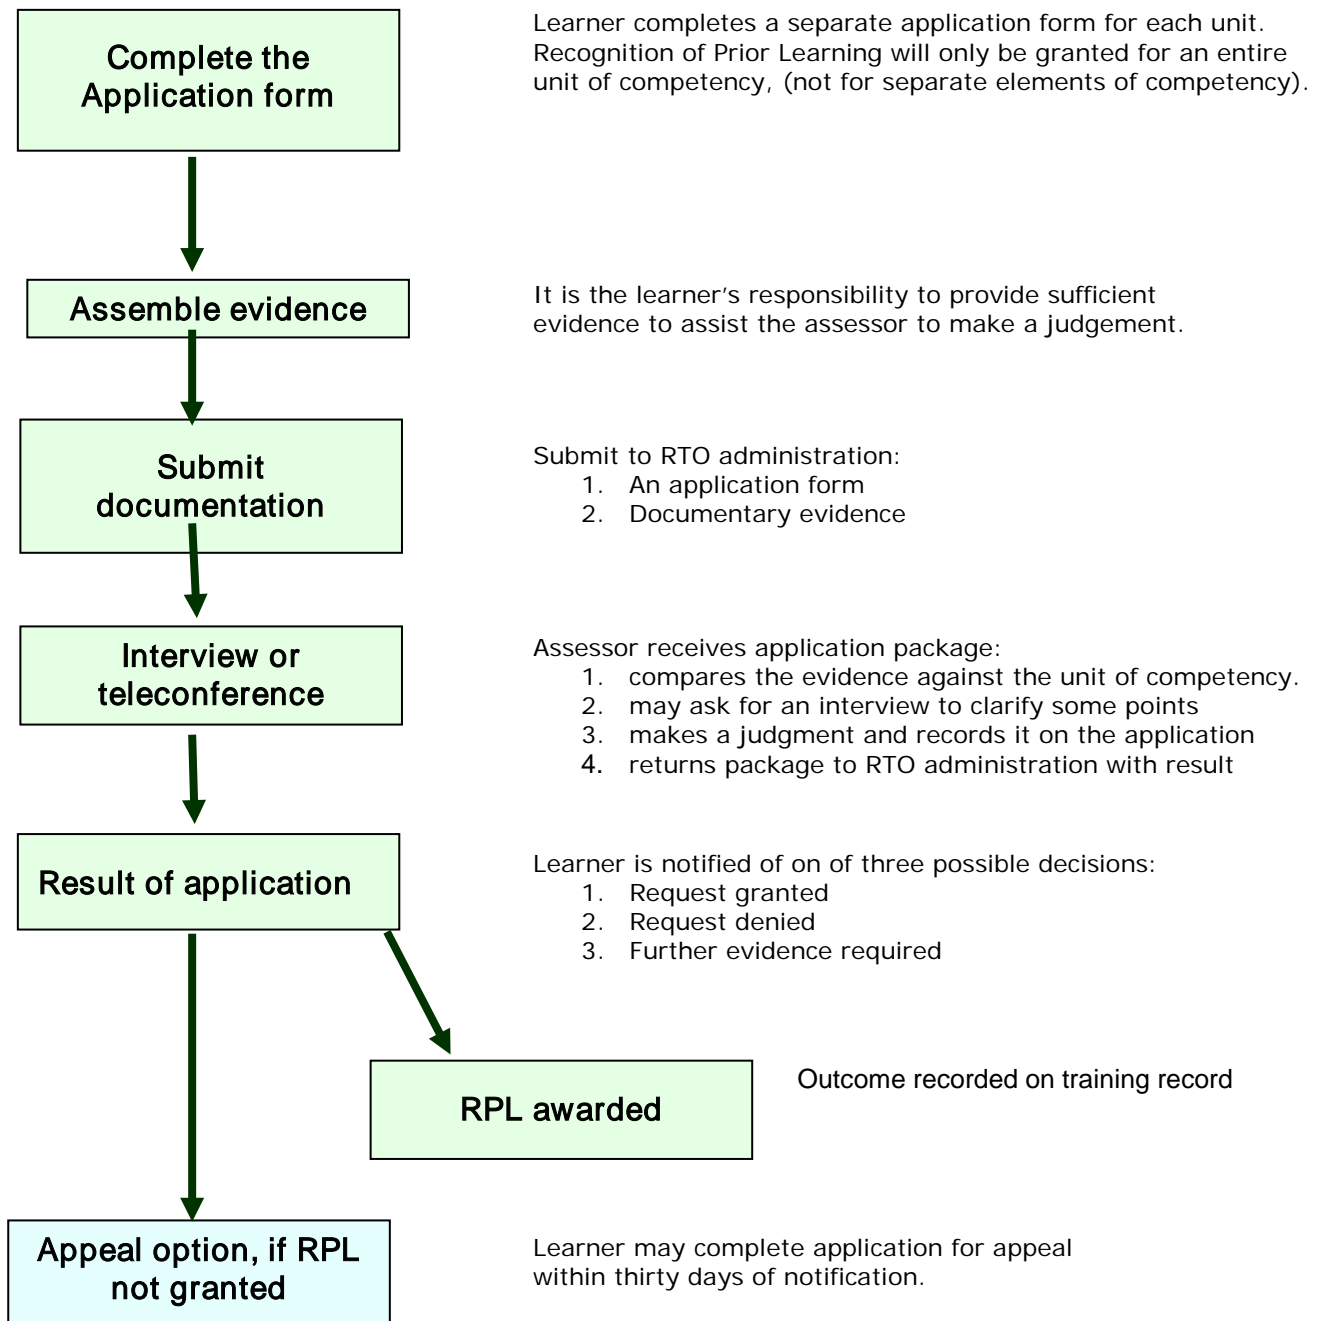 Complete the
Application form
Learner completes a separate application form for each unit.
Recognition of Prior Learning will only be granted for an entire
unit of competency, (not for separate elements of competency).
Assemble evidence
It is the learner's responsibility to provide sufficient
evidence to assist the assessor to make a judgement.
Submit
documentation
Submit to RTO administration:
1. An application form
2. Documentary evidence
Interview or
teleconference
Assessor receives application package:
1. compares the evidence against the unit of competency.
2. may ask for an interview to clarify some points
3. makes a judgment and records it on the application
4. returns package to RTO administration with result
Result of application
Learner is notified of on of three possible decisions:
1. Request granted
2. Request denied
3. Further evidence required
RPL awarded
Outcome recorded on training record
Appeal option, if RPL
not granted
Learner may complete application for appeal
within thirty days of notification.